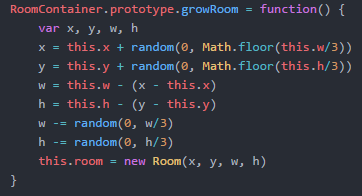 RoomContainer.prototype.growRoom = function() {
    var x, y, w, h
    x = this.x + random(0, Math.floor(this.w/3))
    y = this.y + random(0, Math.floor(this.h/3))
    w = this.w - (x - this.x)
    h = this.h - (y - this.y)
    w -= random(0, w/3)
    h -= random(0, h/3)
    this.room = new Room(x, y, w, h)
}